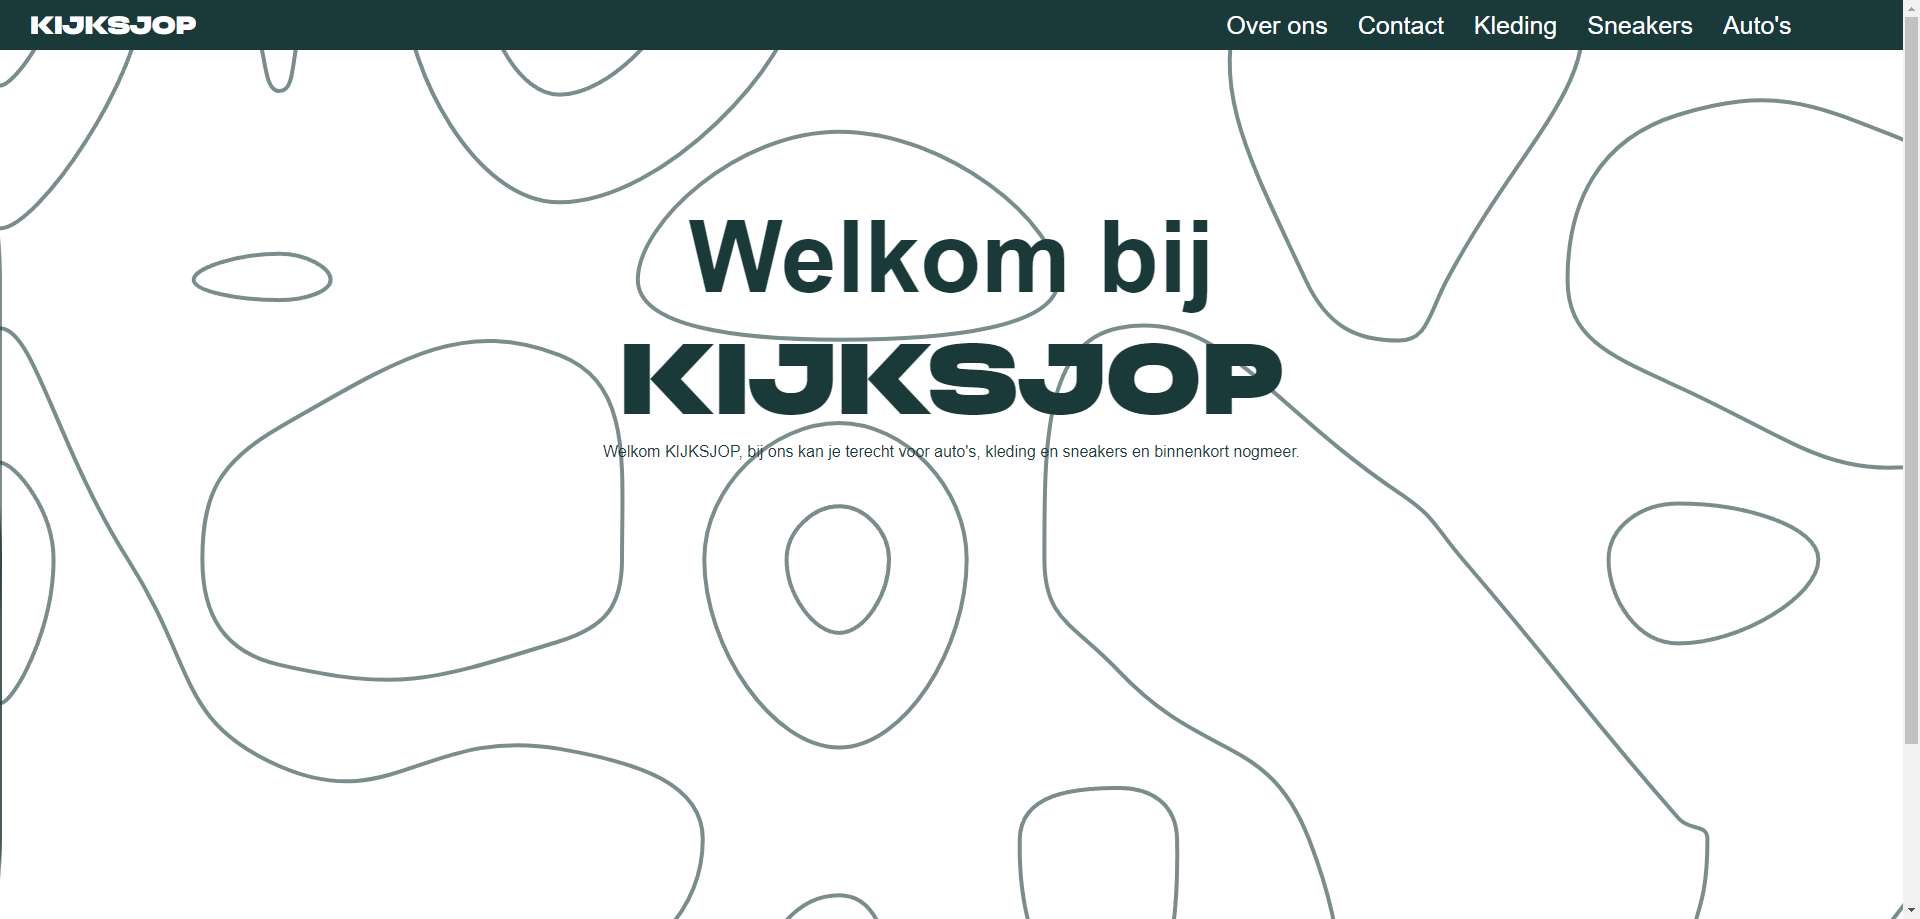 KIJKSJOP
Over ons Contact Kleding Sneakers Auto's
Welkom bij
KIJKSJOP
Welkom KIJKSJOP, bij ons kan je terecht voor auto's, kleding en sneakers en binnenkort nogmeer.